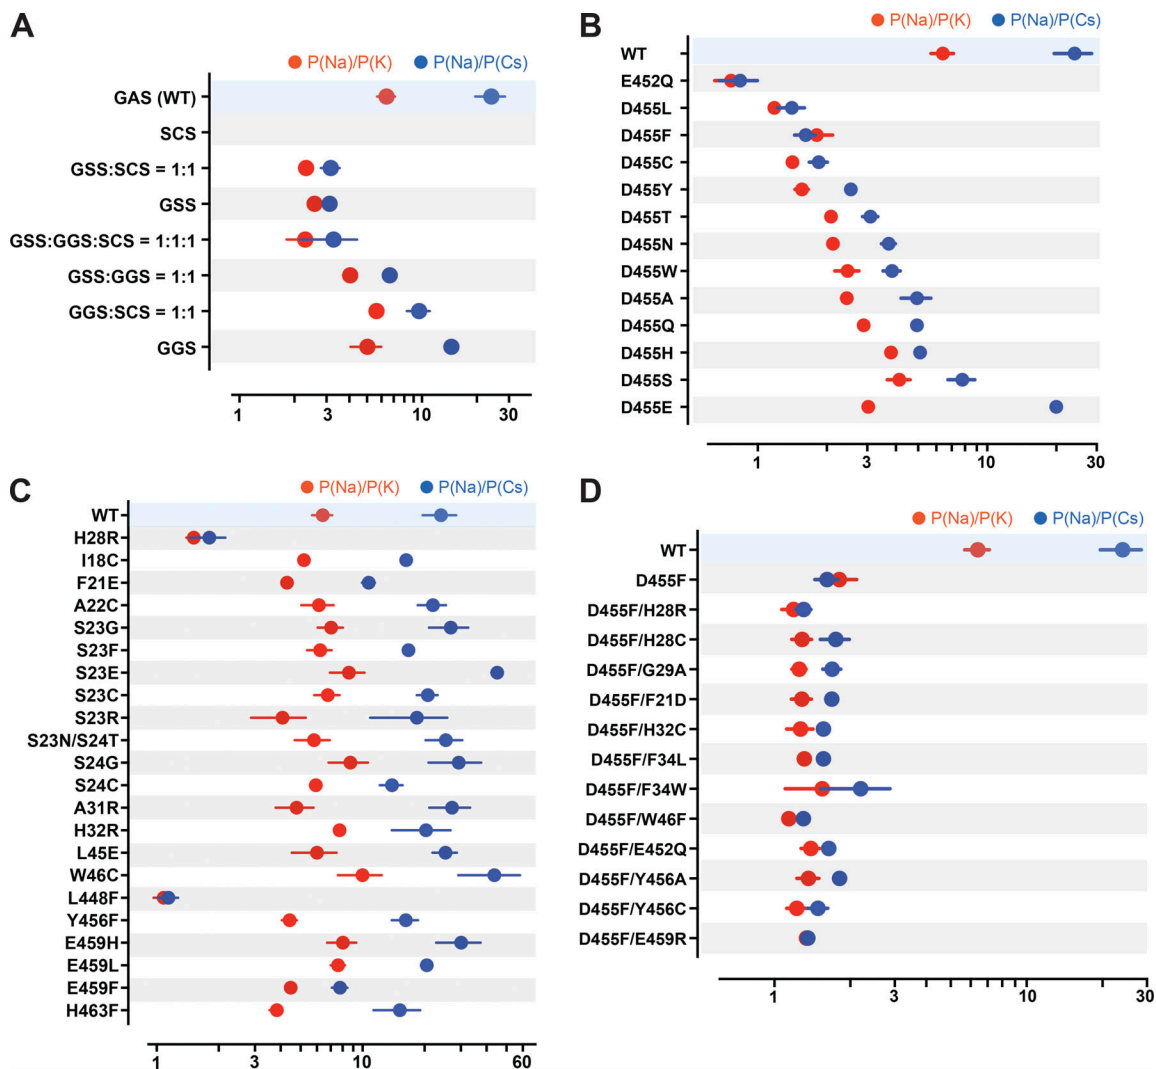 A
P(Na)/P(K) P(Na)/P(Cs)
GAS (WT)
SCS
GSS:SCS = 1:1
GSS
GSS:GGS:SCS = 1:1:1
GSS:GGS = 1:1
GGS:SCS = 1:1
GGS
1 3 10 30
B
P(Na)/P(K) P(Na)/P(Cs)
WT
E452Q
D455L
D455F
D455C
D455Y
D455T
D455N
D455W
D455A
D455Q
D455H
D455S
D455E
1 3 10 30
C
P(Na)/P(K) P(Na)/P(Cs)
WT
H28R
I18C
F21E
A22C
S23G
S23F
S23E
S23C
S23R
S23N/S24T
S24G
S24C
A31R
H32R
L45E
W46C
L448F
Y456F
E459H
E459L
E459F
H463F
1 3 10 60
D
P(Na)/P(K) P(Na)/P(Cs)
WT
D455F
D455F/H28R
D455F/H28C
D455F/G29A
D455F/F21D
D455F/H32C
D455F/F34L
D455F/F34W
D455F/W46F
D455F/E452Q
D455F/Y456A
D455F/Y456C
D455F/E459R
1 3 10 30